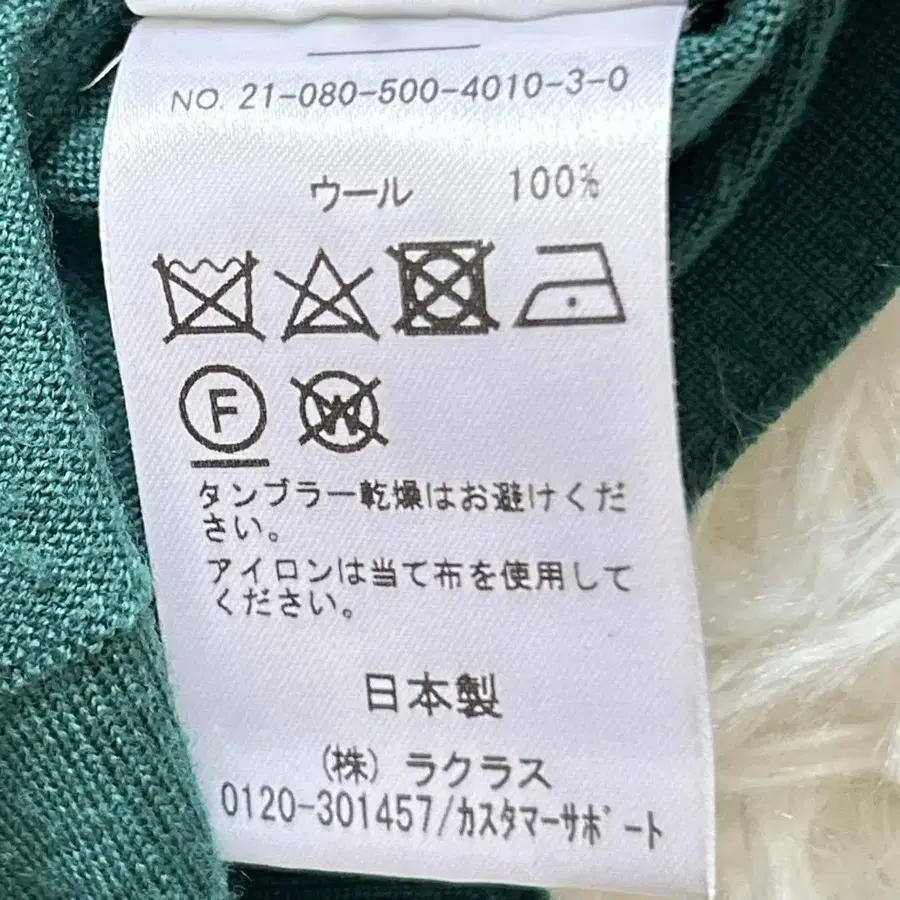 NO. 21-080-500-4010-3-0
ウール 100%
F W
タンブラー乾燥はお避けくだ
さい。
アイロンは当て布を使用して
ください。
日本製
(株) ラクラス
0120-301457/カスタマーサポート